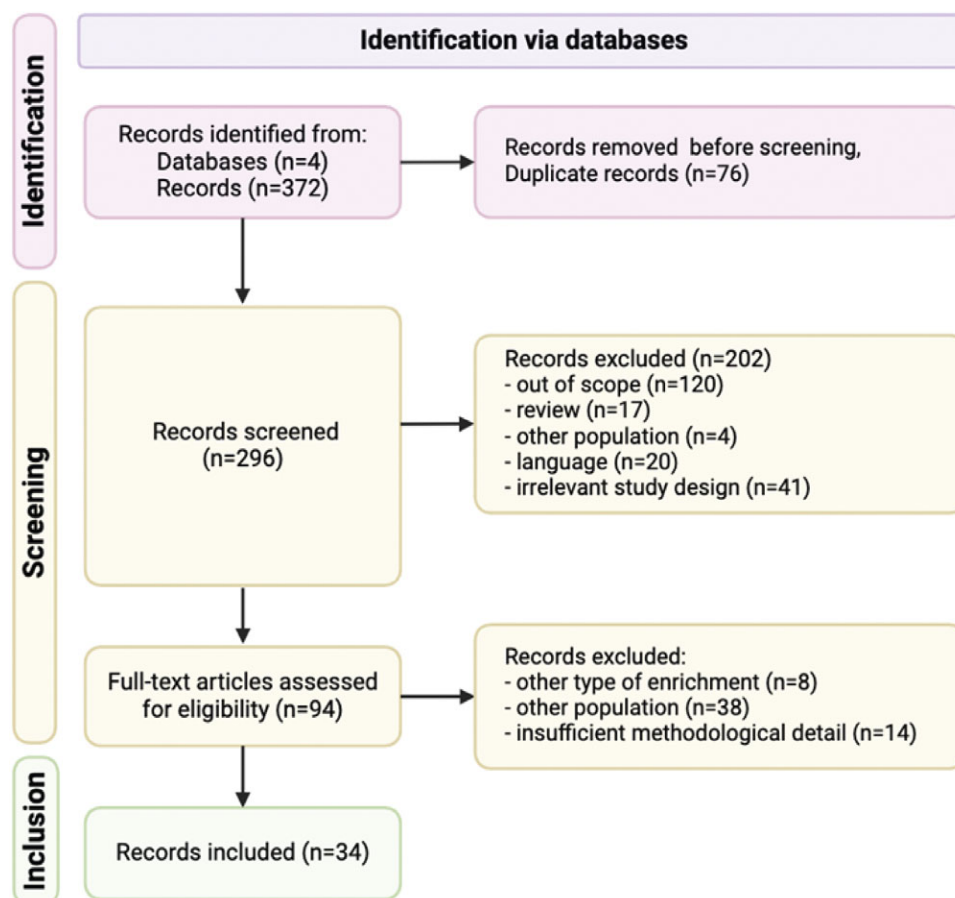 Identification via databases
Identification
Records identified from:
Databases (n=4)
Records (n=372)
Records removed before screening,
Duplicate records (n=76)
Screening
Records screened
(n=296)
Records excluded (n=202)
- out of scope (n=120)
- review (n=17)
- other population (n=4)
- language (n=20)
- irrelevant study design (n=41)
Full-text articles assessed
for eligibility (n=94)
Records excluded:
- other type of enrichment (n=8)
- other population (n=38)
- insufficient methodological detail (n=14)
Inclusion
Records included (n=34)